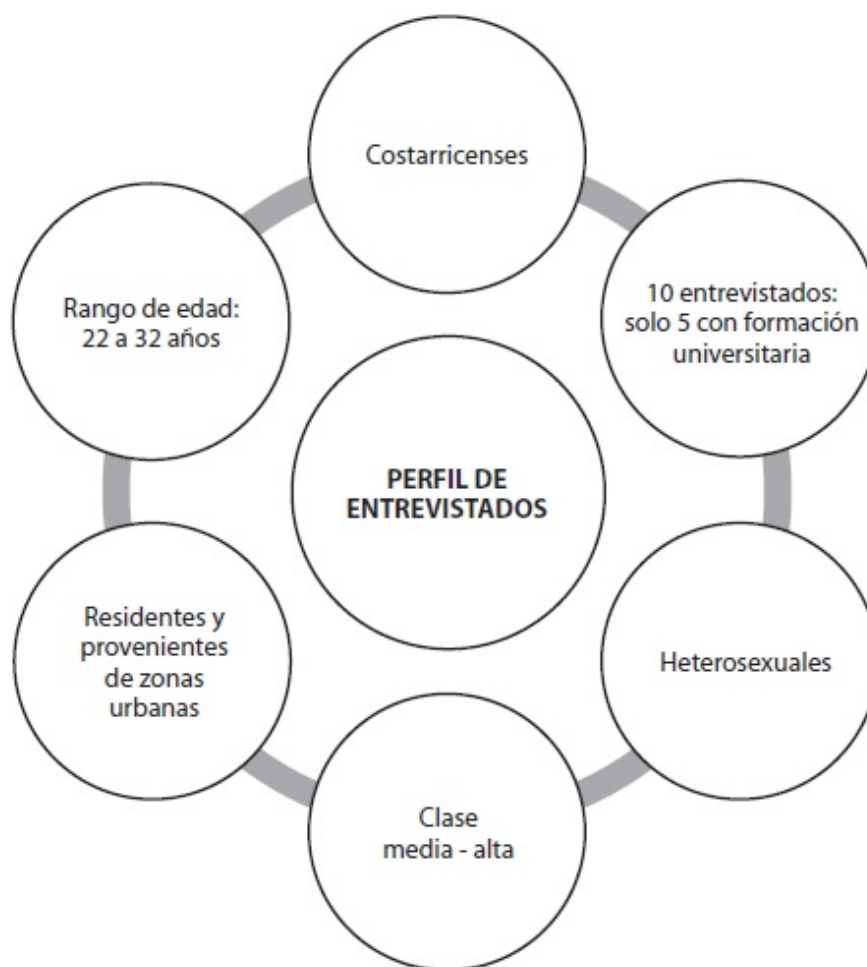 Costarricenses
10 entrevistados:
solo 5 con formación
universitaria
Heterosexuales
Clase
media - alta
Residentes y
provenientes
de zonas
urbanas
Rango de edad:
22 a 32 años
PERFIL DE
ENTREVISTADOS